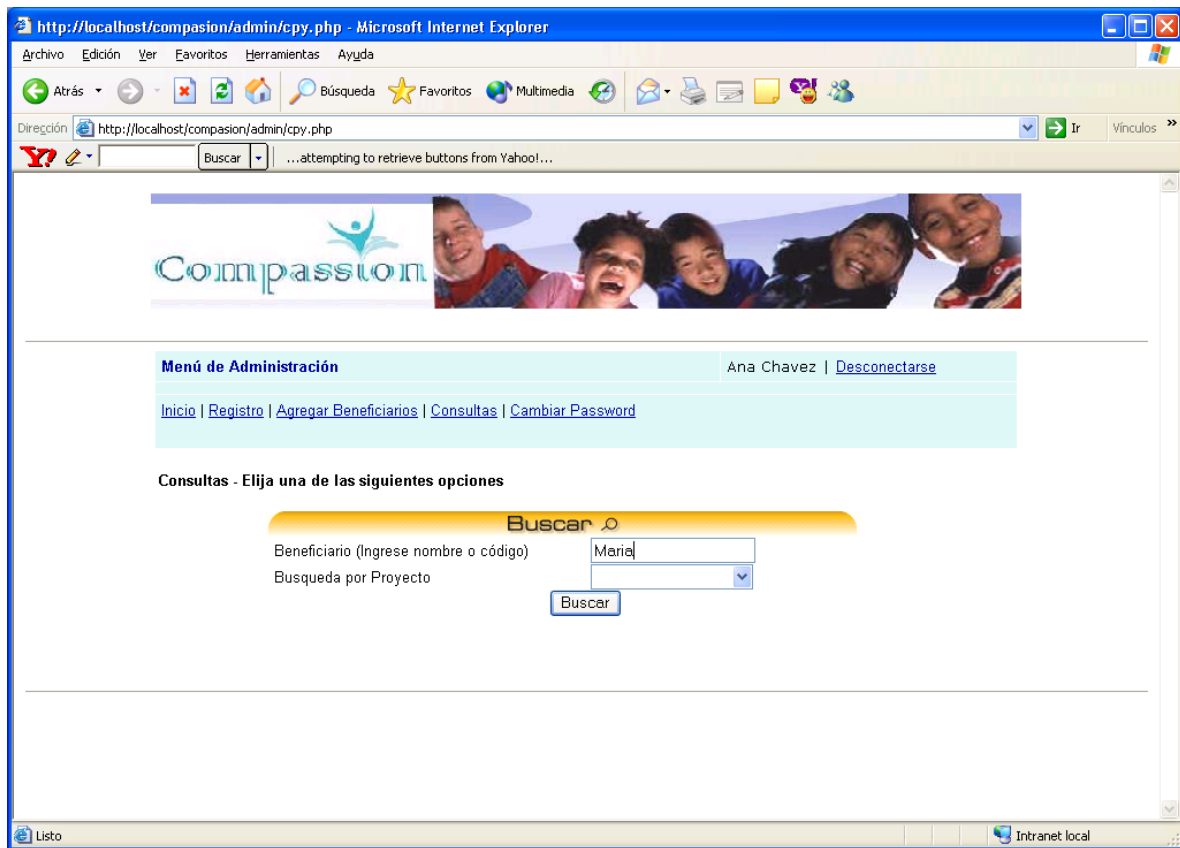 http://localhost/compasion/admin/cpy.php - Microsoft Internet Explorer
Archivo Edición Ver Favoritos Herramientas Ayuda
Atrás Búsqueda Favoritos Multimedia
Dirección http://localhost/compasion/admin/cpy.php Ir Vínculos »
Y! Buscar ...attempting to retrieve buttons from Yahoo!...
Compassion
Menú de Administración Ana Chavez | Desconectarse
Inicio | Registro | Agregar Beneficiarios | Consultas | Cambiar Password
Consultas - Elija una de las siguientes opciones
Buscar
Beneficiario (Ingrese nombre o código) Maria
Busqueda por Proyecto
Buscar
Listo Intranet local